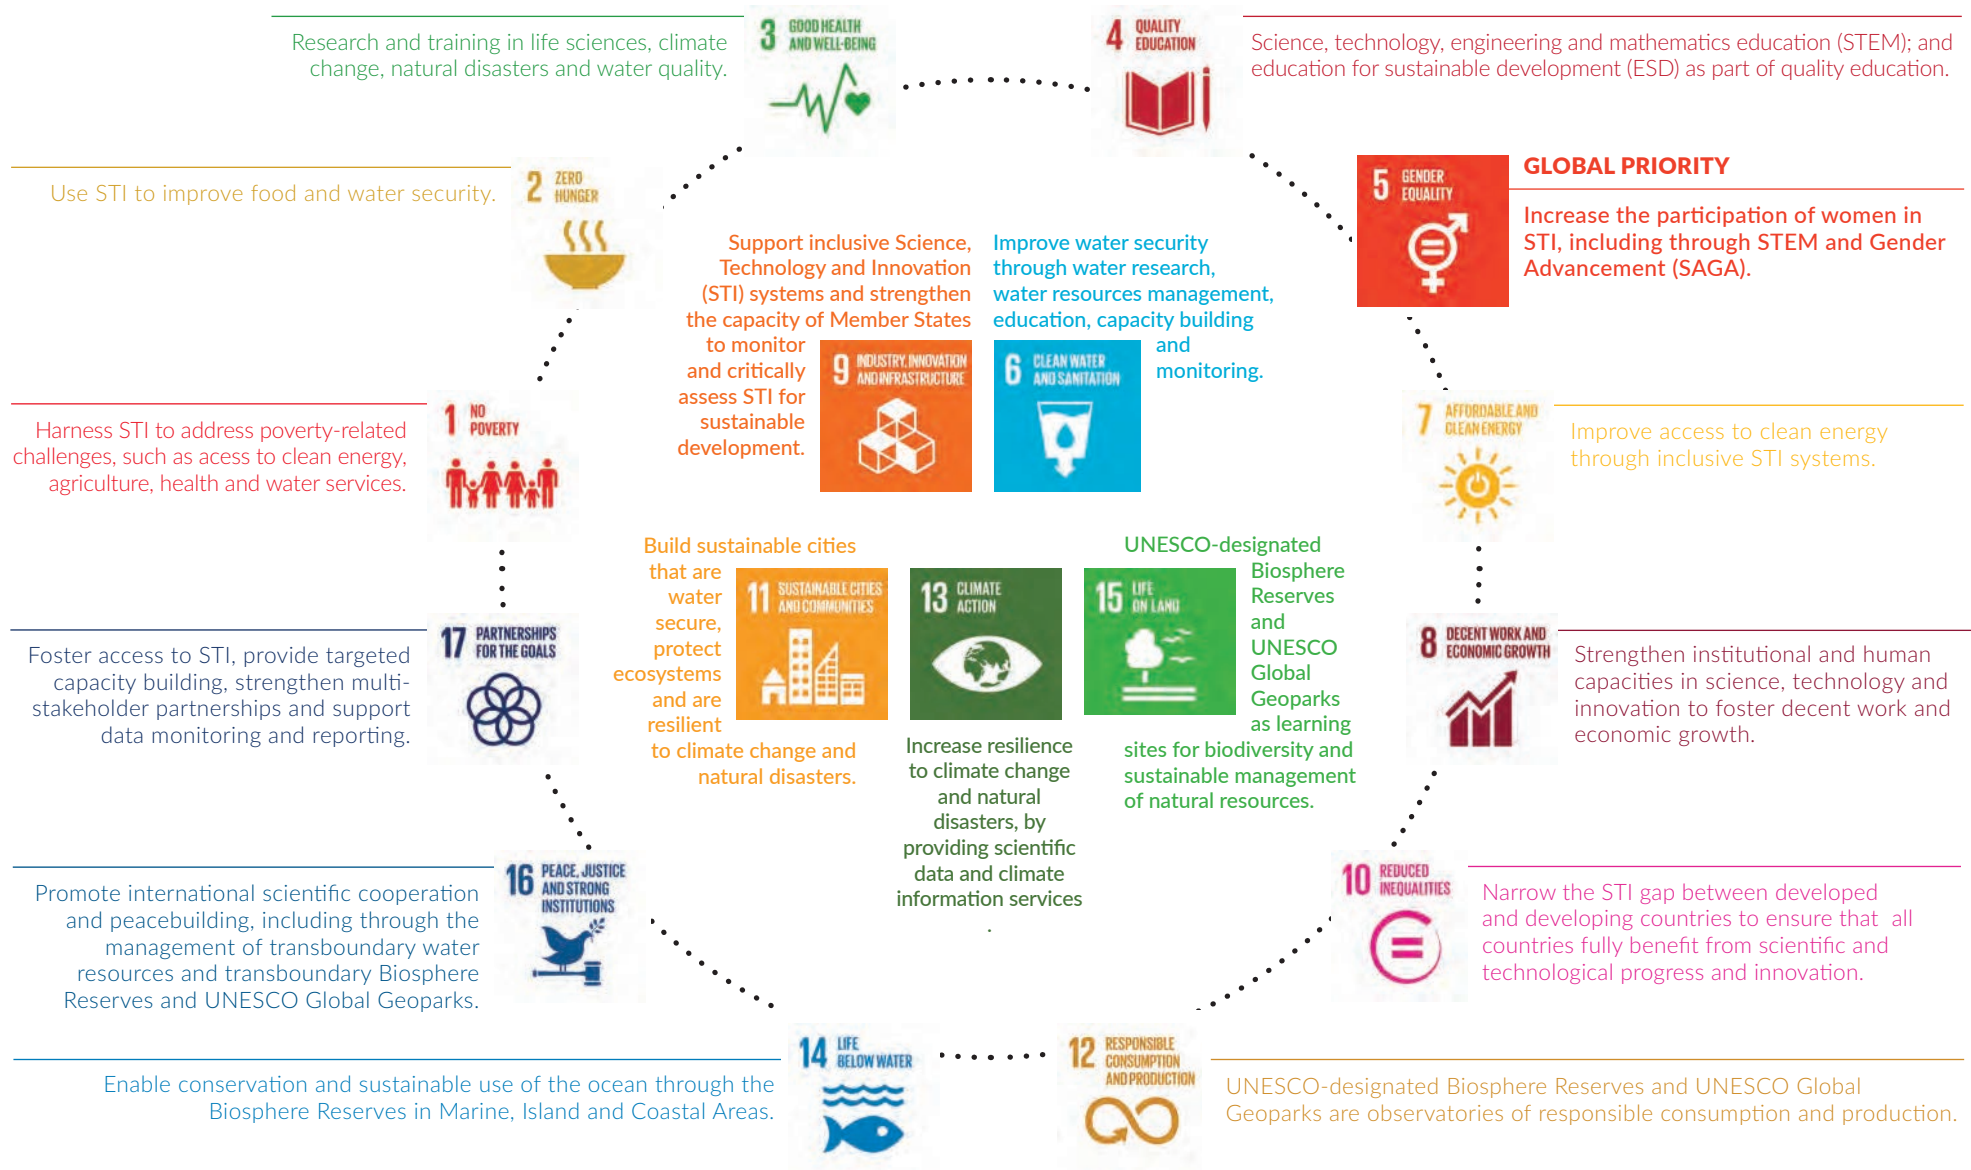 3 GOOD HEALTH
AND WELL-BEING
Research and training in life sciences, climate
change, natural disasters and water quality.
4 QUALITY
EDUCATION
Science, technology, engineering and mathematics education (STEM); and
education for sustainable development (ESD) as part of quality education.
2 ZERO
HUNGER
Use STI to improve food and water security.
5 GENDER
EQUALITY
GLOBAL PRIORITY
Increase the participation of women in
STI, including through STEM and Gender
Advancement (SAGA).
Support inclusive Science,
Technology and Innovation
(STI) systems and strengthen
the capacity of Member States
to monitor
and critically
assess STI for
sustainable
development.
9 INDUSTRY, INNOVATION
AND INFRASTRUCTURE
Improve water security
through water research,
water resources management,
education, capacity building
and
monitoring.
6 CLEAN WATER
AND SANITATION
1 NO
POVERTY
Harness STI to address poverty-related
challenges, such as acess to clean energy,
agriculture, health and water services.
7 AFFORDABLE AND
CLEAN ENERGY
Improve access to clean energy
through inclusive STI systems.
Build sustainable cities
that are
water
secure,
protect
ecosystems
and are
resilient
to climate change and
natural disasters.
11 SUSTAINABLE CITIES
AND COMMUNITIES
13 CLIMATE
ACTION
Increase resilience
to climate change
and natural
disasters, by
providing scientific
data and climate
information services
.
15 LIFE
ON LAND
UNESCO-designated
Biosphere
Reserves
and
UNESCO
Global
Geoparks
as learning
sites for biodiversity and
sustainable management
of natural resources.
17 PARTNERSHIPS
FOR THE GOALS
Foster access to STI, provide targeted
capacity building, strengthen multi-
stakeholder partnerships and support
data monitoring and reporting.
8 DECENT WORK AND
ECONOMIC GROWTH
Strengthen institutional and human
capacities in science, technology and
innovation to foster decent work and
economic growth.
16 PEACE, JUSTICE
AND STRONG
INSTITUTIONS
Promote international scientific cooperation
and peacebuilding, including through the
management of transboundary water
resources and transboundary Biosphere
Reserves and UNESCO Global Geoparks.
10 REDUCED
INEQUALITIES
Narrow the STI gap between developed
and developing countries to ensure that all
countries fully benefit from scientific and
technological progress and innovation.
14 LIFE
BELOW WATER
Enable conservation and sustainable use of the ocean through the
Biosphere Reserves in Marine, Island and Coastal Areas.
12 RESPONSIBLE
CONSUMPTION
AND PRODUCTION
UNESCO-designated Biosphere Reserves and UNESCO Global
Geoparks are observatories of responsible consumption and production.